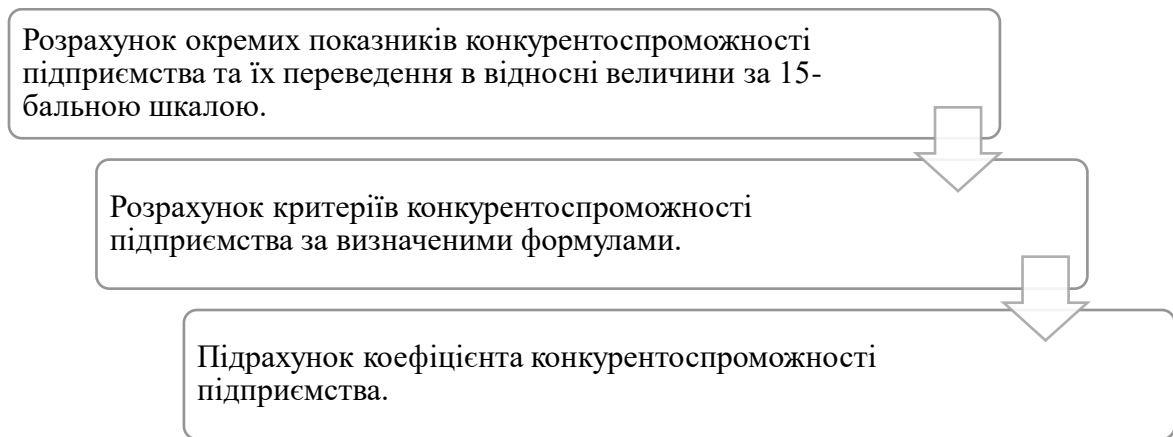 Розрахунок окремих показників конкурентоспроможності
підприємства та їх переведення в відносні величини за 15-
бальною шкалою.
Розрахунок критеріїв конкурентоспроможності
підприємства за визначеними формулами.
Підрахунок коефіцієнта конкурентоспроможності
підприємства.